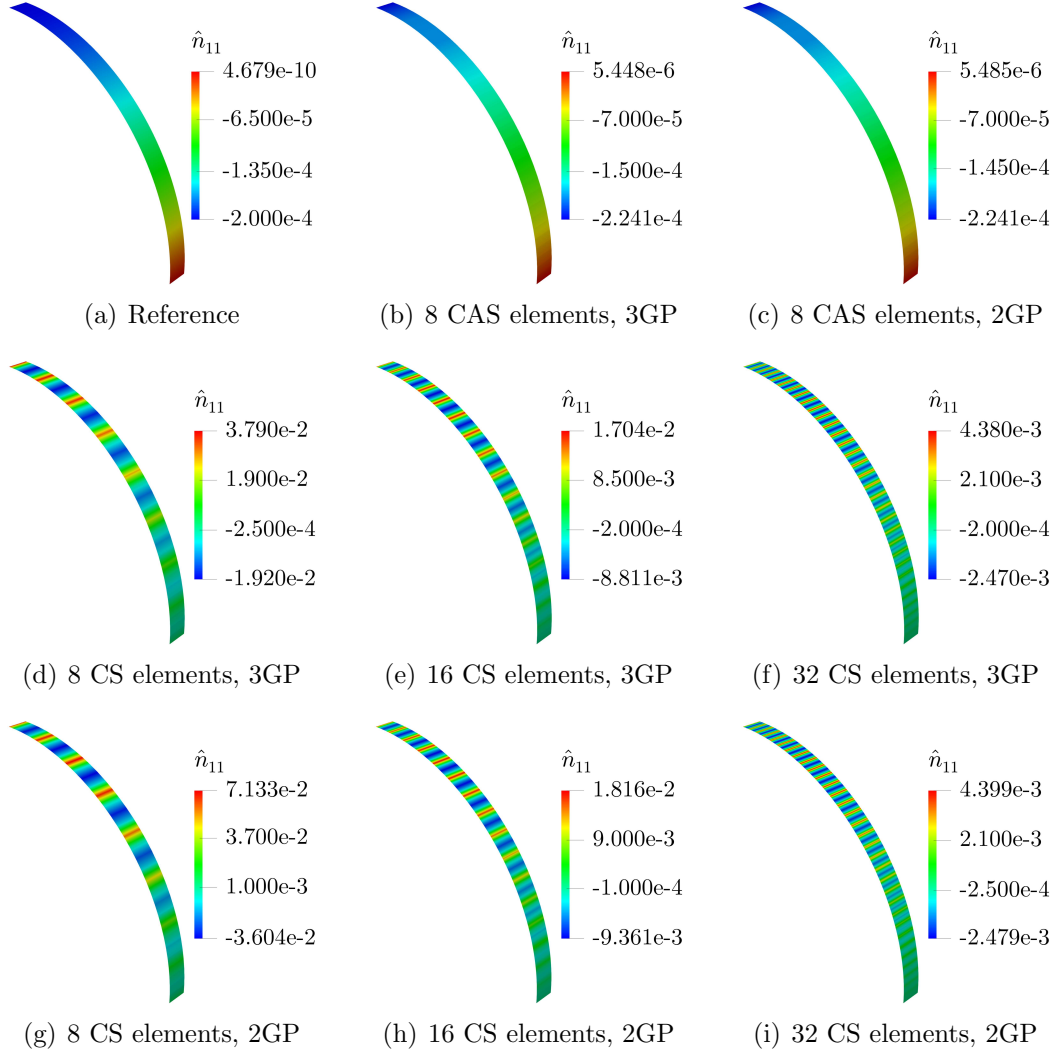 n̂₁₁
4.679e-10
-6.500e-5
-1.350e-4
-2.000e-4
(a) Reference
n̂₁₁
5.448e-6
-7.000e-5
-1.500e-4
-2.241e-4
(b) 8 CAS elements, 3GP
n̂₁₁
5.485e-6
-7.000e-5
-1.450e-4
-2.241e-4
(c) 8 CAS elements, 2GP
n̂₁₁
3.790e-2
1.900e-2
-2.500e-4
-1.920e-2
(d) 8 CS elements, 3GP
n̂₁₁
1.704e-2
8.500e-3
-2.000e-4
-8.811e-3
(e) 16 CS elements, 3GP
n̂₁₁
4.380e-3
2.100e-3
-2.000e-4
-2.470e-3
(f) 32 CS elements, 3GP
n̂₁₁
7.133e-2
3.700e-2
1.000e-3
-3.604e-2
(g) 8 CS elements, 2GP
n̂₁₁
1.816e-2
9.000e-3
-1.000e-4
-9.361e-3
(h) 16 CS elements, 2GP
n̂₁₁
4.399e-3
2.100e-3
-2.500e-4
-2.479e-3
(i) 32 CS elements, 2GP